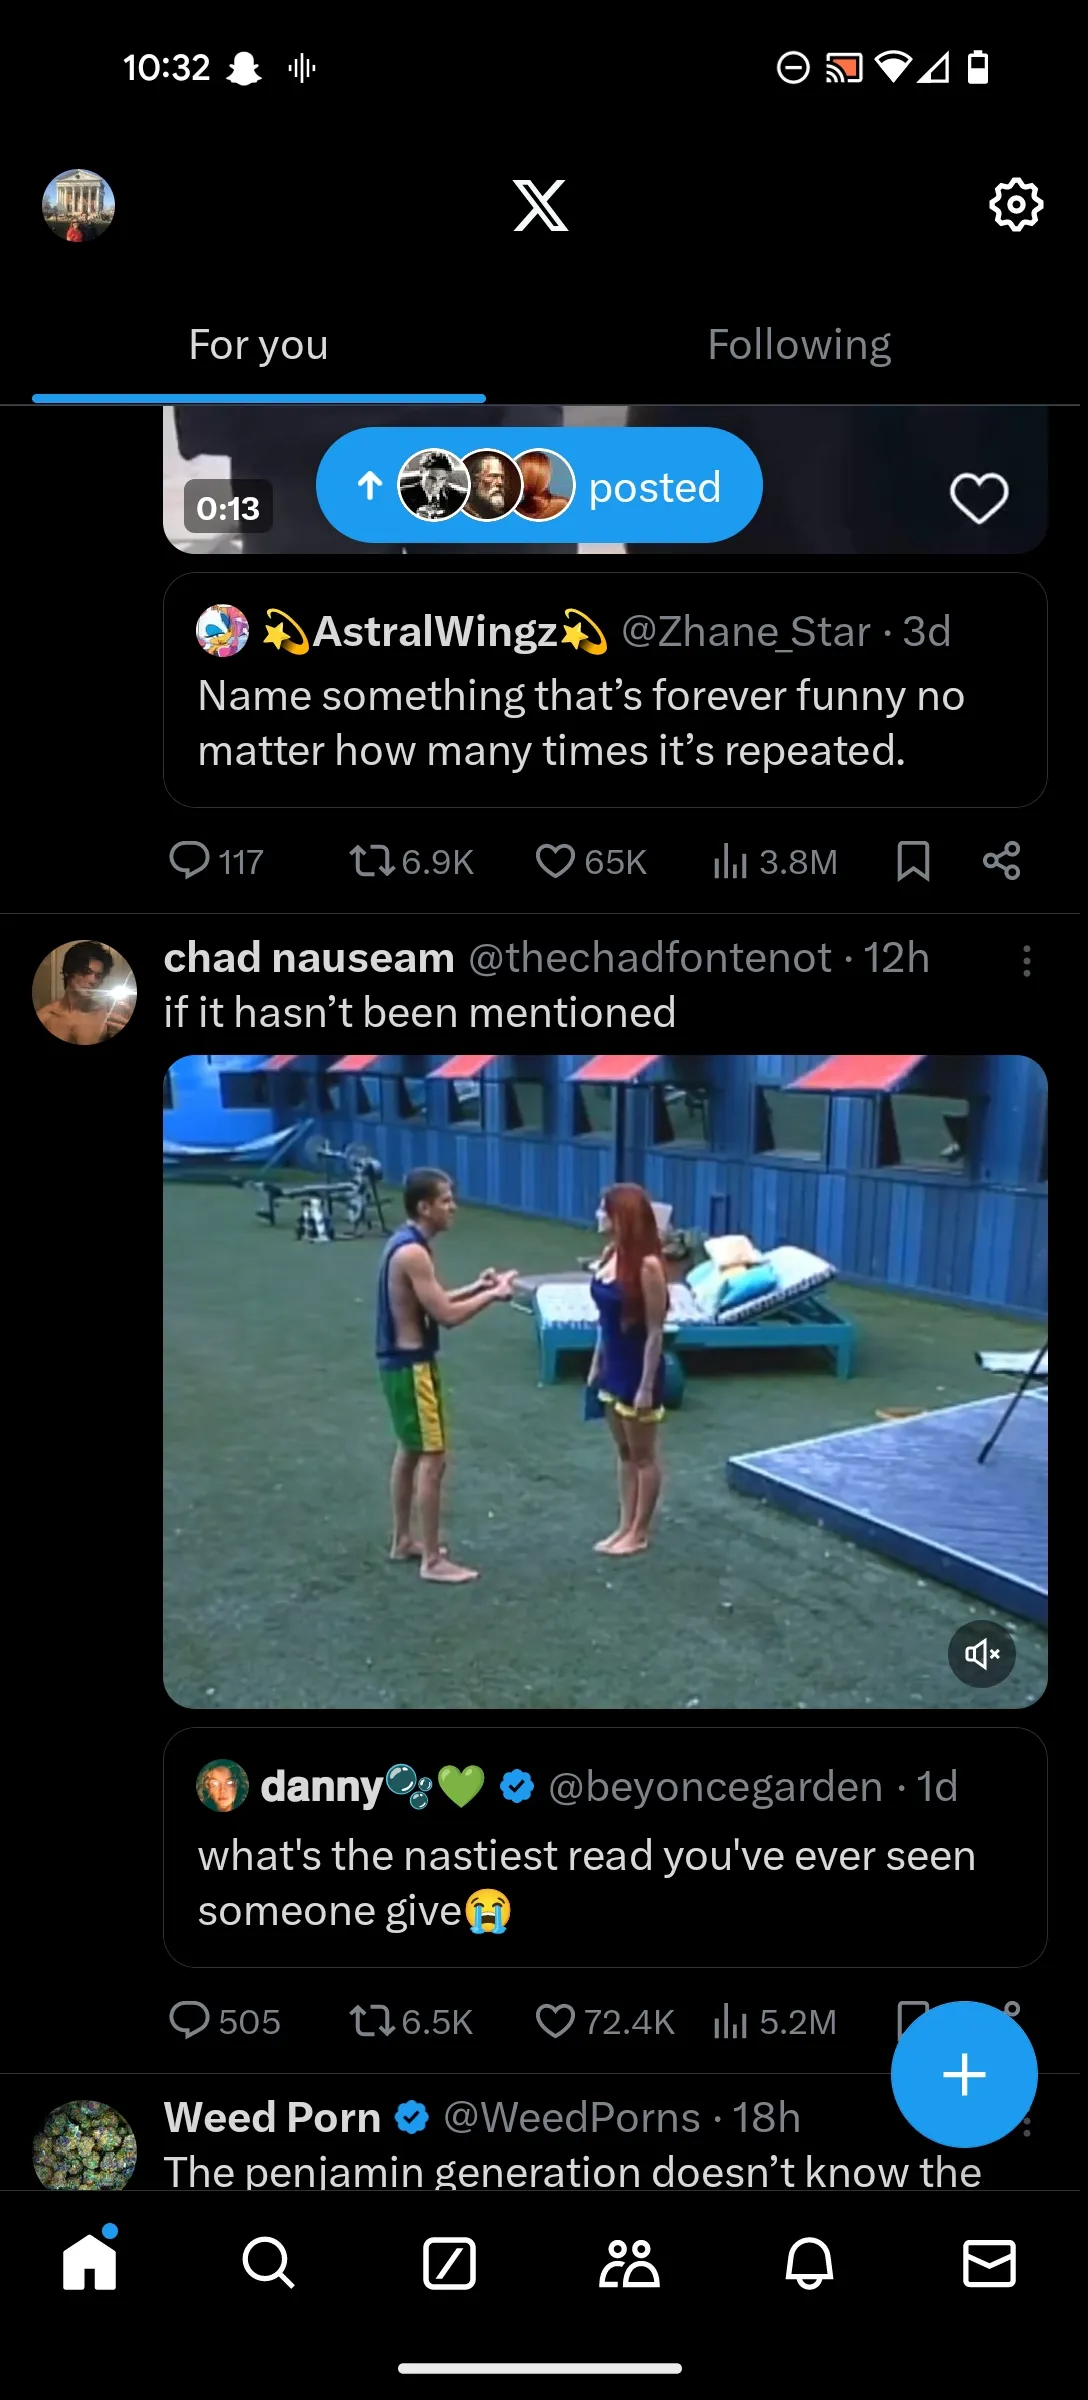 10:32
For you
Following
0:13
posted
💫AstralWingz💫 @Zhane_Star · 3d
Name something that’s forever funny no
matter how many times it’s repeated.
117 6.9K 65K 3.8M
chad nauseam @thechadfontenot · 12h
if it hasn’t been mentioned
danny🫧💚 @beyoncegarden · 1d
what's the nastiest read you've ever seen
someone give😭
505 6.5K 72.4K 5.2M
Weed Porn @WeedPorns · 18h
The penjamin generation doesn’t know the